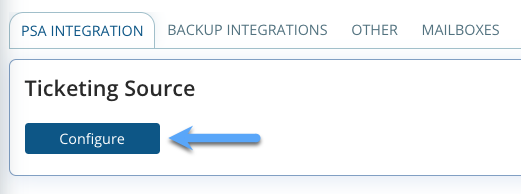 PSA INTEGRATION BACKUP INTEGRATIONS OTHER MAILBOXES
Ticketing Source
Configure